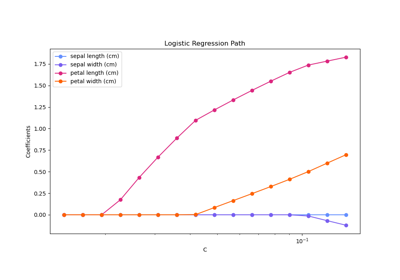 Logistic Regression Path
sepal length (cm)
sepal width (cm)
petal length (cm)
petal width (cm)
1.75
1.50
1.25
1.00
0.75
0.50
0.25
0.00
Coefficients
10⁻¹
C